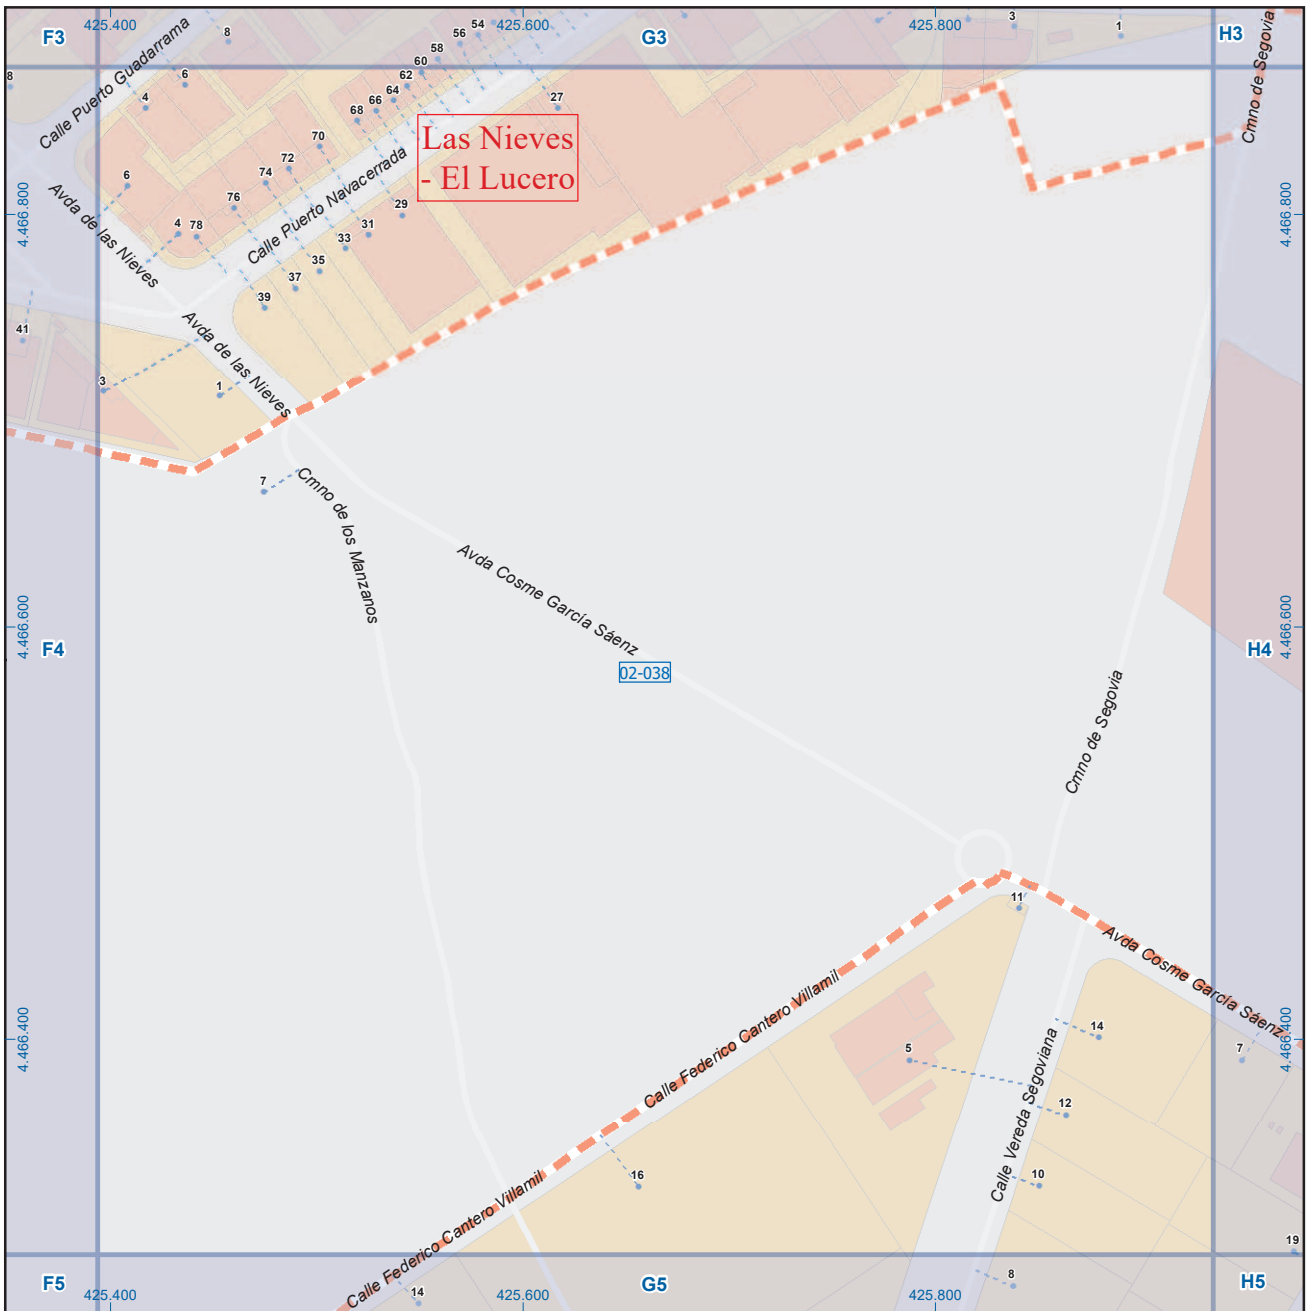 425.400
425.600
425.800
F3
G3
H3
8
54
56
58
60
62
64
66
68
3
1
8
6
4
27
Calle Puerto Guadarrama
Cmno de Segovia
Las Nieves
- El Lucero
70
72
74
76
6
4
78
29
31
33
35
37
39
Calle Puerto Navacerrada
Avda de las Nieves
4.466.800
4.466.800
41
3
1
Avda de las Nieves
7
Cmno de los Manzanos
Avda Cosme García Sáenz
4.466.600
4.466.600
F4
H4
02-038
Cmno de Segovia
11
Avda Cosme García Sáenz
Calle Federico Cantero Villamil
4.466.400
4.466.400
14
7
5
12
Calle Vereda Segoviana
10
16
Calle Federico Cantero Villamil
19
F5
G5
H5
14
8
425.400
425.600
425.800